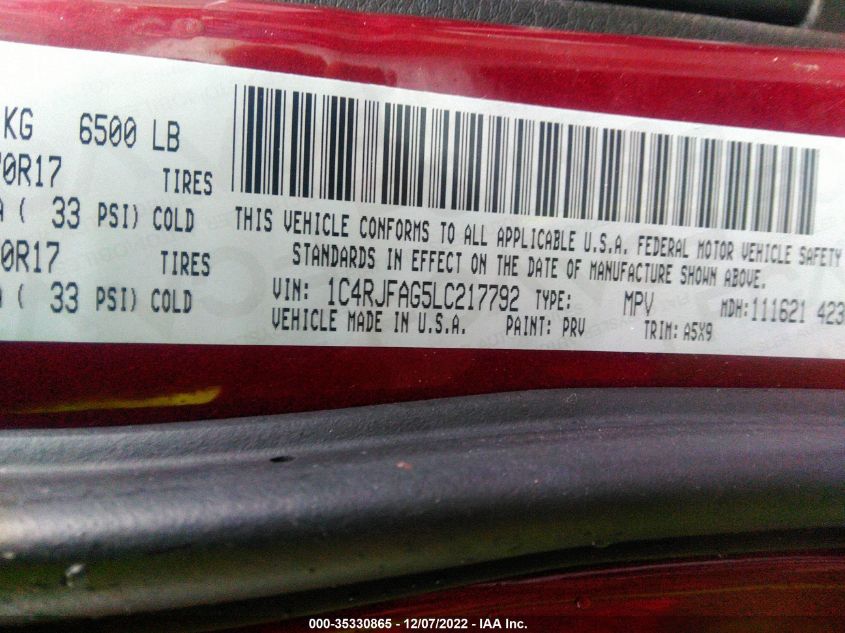 KG 6500 LB
70R17 TIRES
A ( 33 PSI) COLD
0R17 TIRES
A ( 33 PSI) COLD
THIS VEHICLE CONFORMS TO ALL APPLICABLE U.S.A. FEDERAL MOTOR VEHICLE SAFETY
STANDARDS IN EFFECT ON THE DATE OF MANUFACTURE SHOWN ABOVE.
VIN: 1C4RJFAG5LC217792 TYPE: MPV MDH:111621 423
VEHICLE MADE IN U.S.A. PAINT: PRV TRIM: A5X9
000-35330865 - 12/07/2022 - IAA Inc.